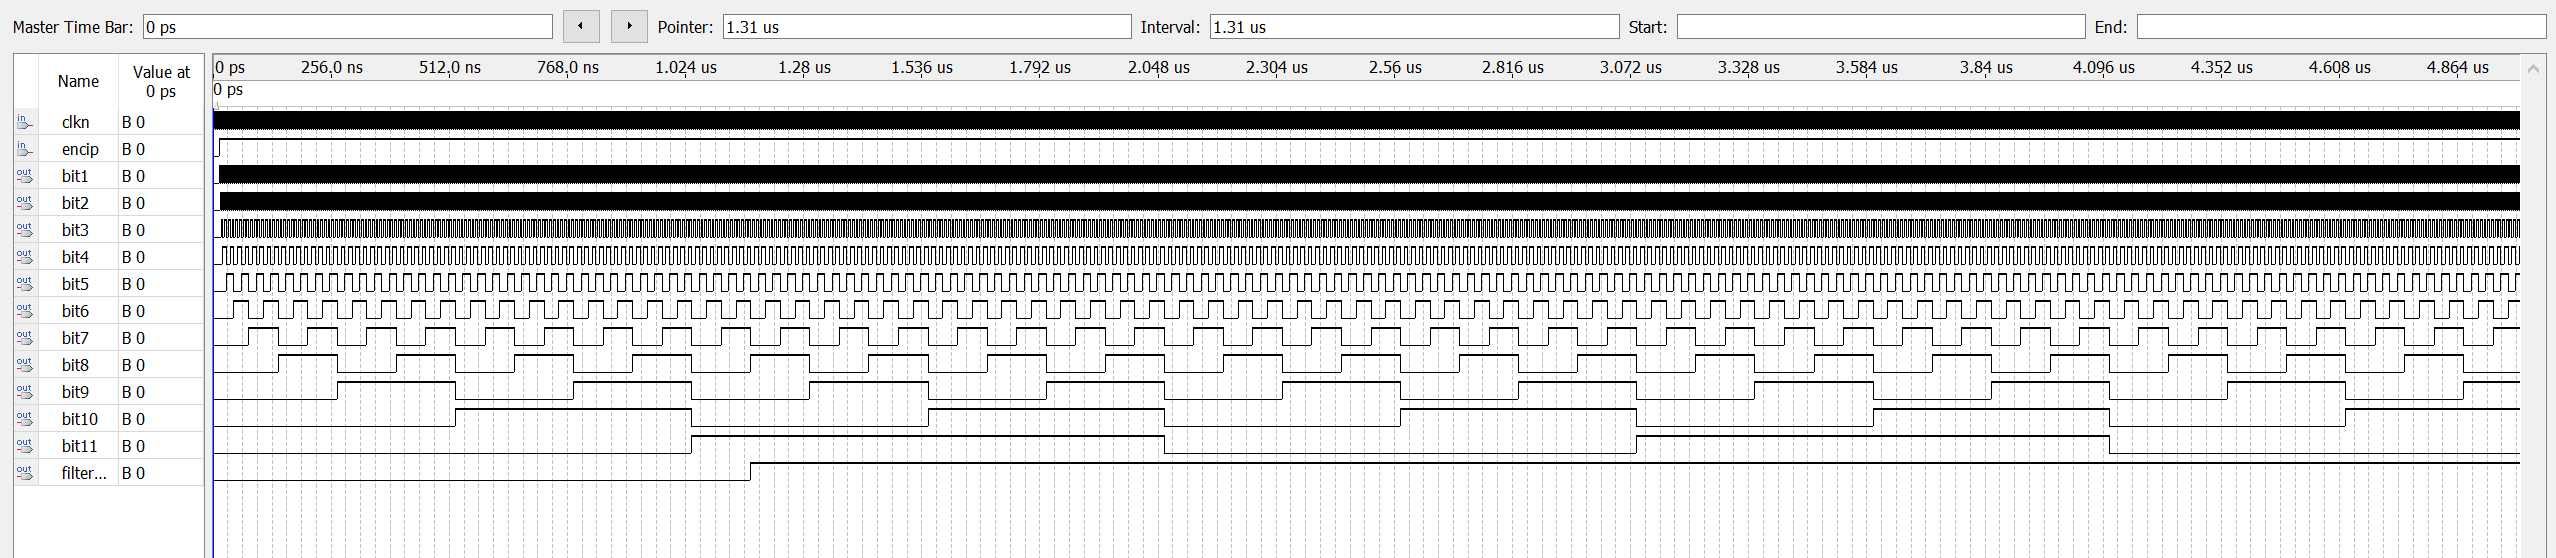 Master Time Bar: 0 ps Pointer: 1.31 us Interval: 1.31 us Start: End:
Name Value at 0 ps
0 ps 256.0 ns 512.0 ns 768.0 ns 1.024 us 1.28 us 1.536 us 1.792 us 2.048 us 2.304 us 2.56 us 2.816 us 3.072 us 3.328 us 3.584 us 3.84 us 4.096 us 4.352 us 4.608 us 4.864 us
0 ps
in clkn B 0
in encip B 0
out bit1 B 0
out bit2 B 0
out bit3 B 0
out bit4 B 0
out bit5 B 0
out bit6 B 0
out bit7 B 0
out bit8 B 0
out bit9 B 0
out bit10 B 0
out bit11 B 0
out filter... B 0